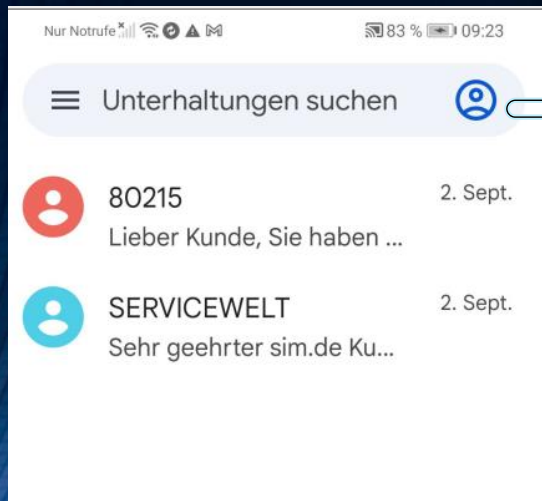 Nur Notrufe 83 % 09:23
Unterhaltungen suchen
80215 2. Sept.
Lieber Kunde, Sie haben ...
SERVICEWELT 2. Sept.
Sehr geehrter sim.de Ku...